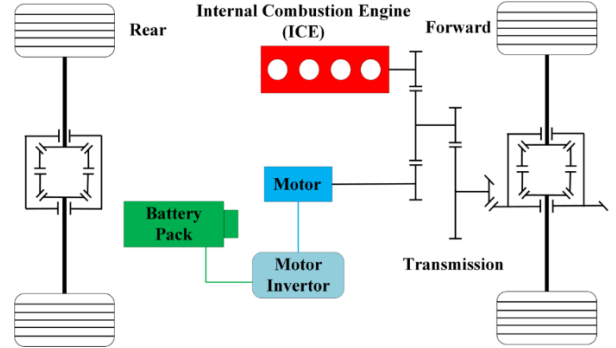 Internal Combustion Engine
(ICE)
Rear
Forward
Motor
Battery
Pack
Motor
Invertor
Transmission